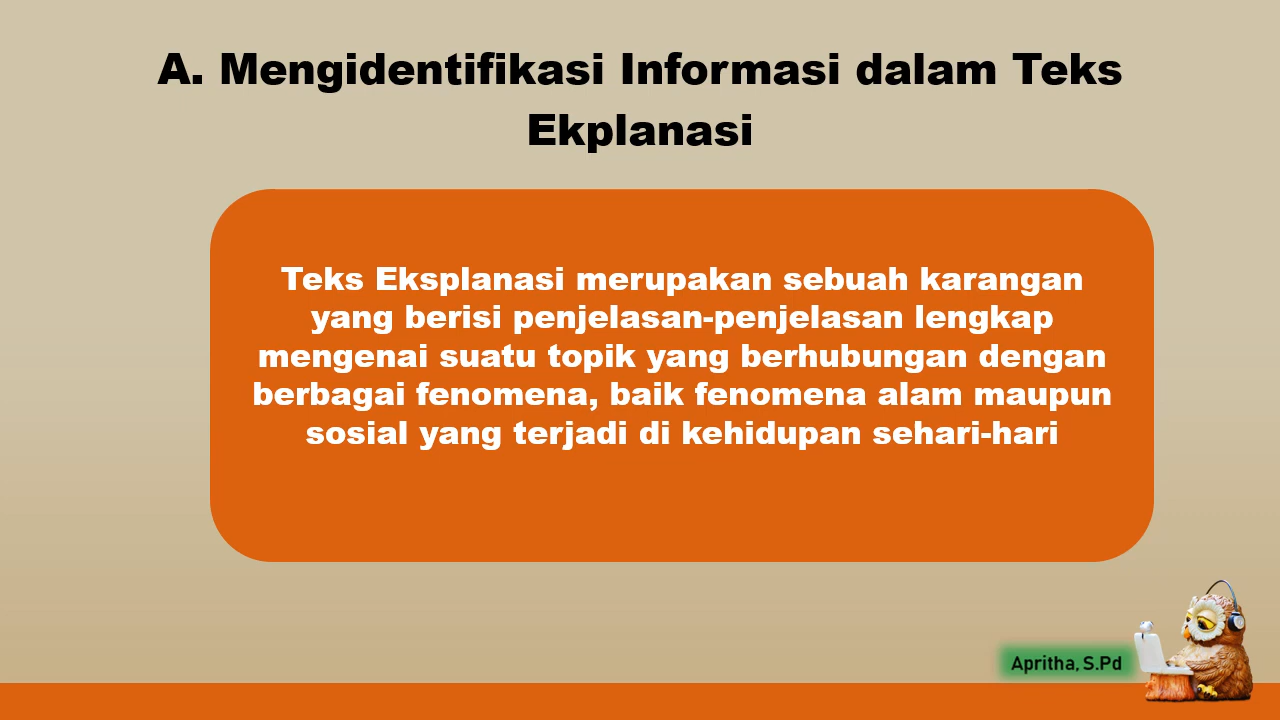 A. Mengidentifikasi Informasi dalam Teks
Ekplanasi
Teks Eksplanasi merupakan sebuah karangan
yang berisi penjelasan-penjelasan lengkap
mengenai suatu topik yang berhubungan dengan
berbagai fenomena, baik fenomena alam maupun
sosial yang terjadi di kehidupan sehari-hari
Apritha, S.Pd